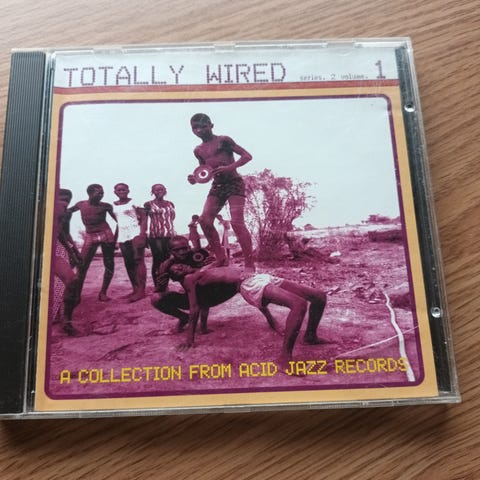 TOTALLY WIRED series. 2 volume. 1
A COLLECTION FROM ACID JAZZ RECORDS